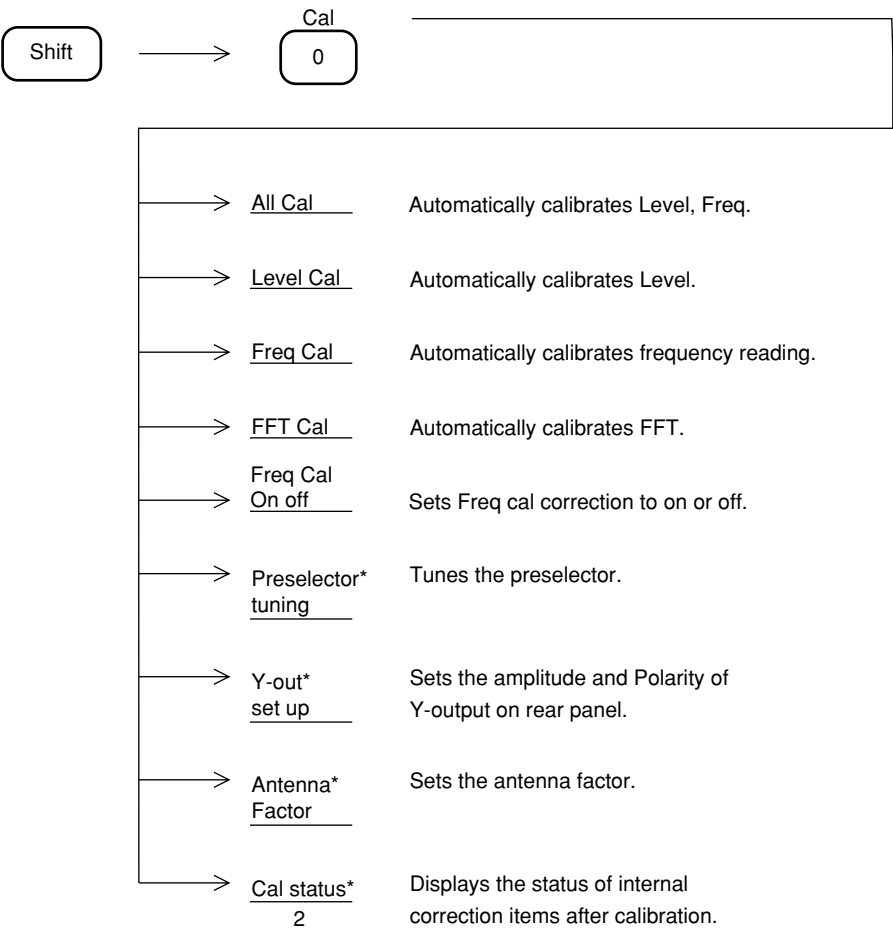 Cal
Shift
0
All Cal
Automatically calibrates Level, Freq.
Level Cal
Automatically calibrates Level.
Freq Cal
Automatically calibrates frequency reading.
FFT Cal
Automatically calibrates FFT.
Freq Cal
On off
Sets Freq cal correction to on or off.
Preselector*
tuning
Tunes the preselector.
Y-out*
set up
Sets the amplitude and Polarity of
Y-output on rear panel.
Antenna*
Factor
Sets the antenna factor.
Cal status*
2
Displays the status of internal
correction items after calibration.